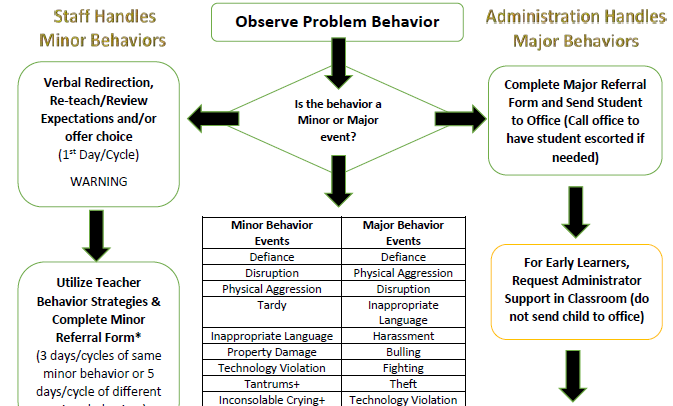 Staff Handles
Minor Behaviors
Verbal Redirection,
Re-teach/Review
Expectations and/or
offer choice
(1st Day/Cycle)
WARNING
Utilize Teacher
Behavior Strategies &
Complete Minor
Referral Form*
(3 days/cycles of same
minor behavior or 5
days/cycle of different
Observe Problem Behavior
Is the behavior a
Minor or Major
event?
Minor Behavior Events | Major Behavior Events
Defiance | Defiance
Disruption | Physical Aggression
Physical Aggression | Disruption
Tardy | Inappropriate Language
Inappropriate Language | Harassment
Property Damage | Bulling
Technology Violation | Fighting
Tantrums+ | Theft
Inconsolable Crying+ | Technology Violation
Administration Handles
Major Behaviors
Complete Major Referral
Form and Send Student
to Office (Call office to
have student escorted if
needed)
For Early Learners,
Request Administrator
Support in Classroom (do
not send child to office)